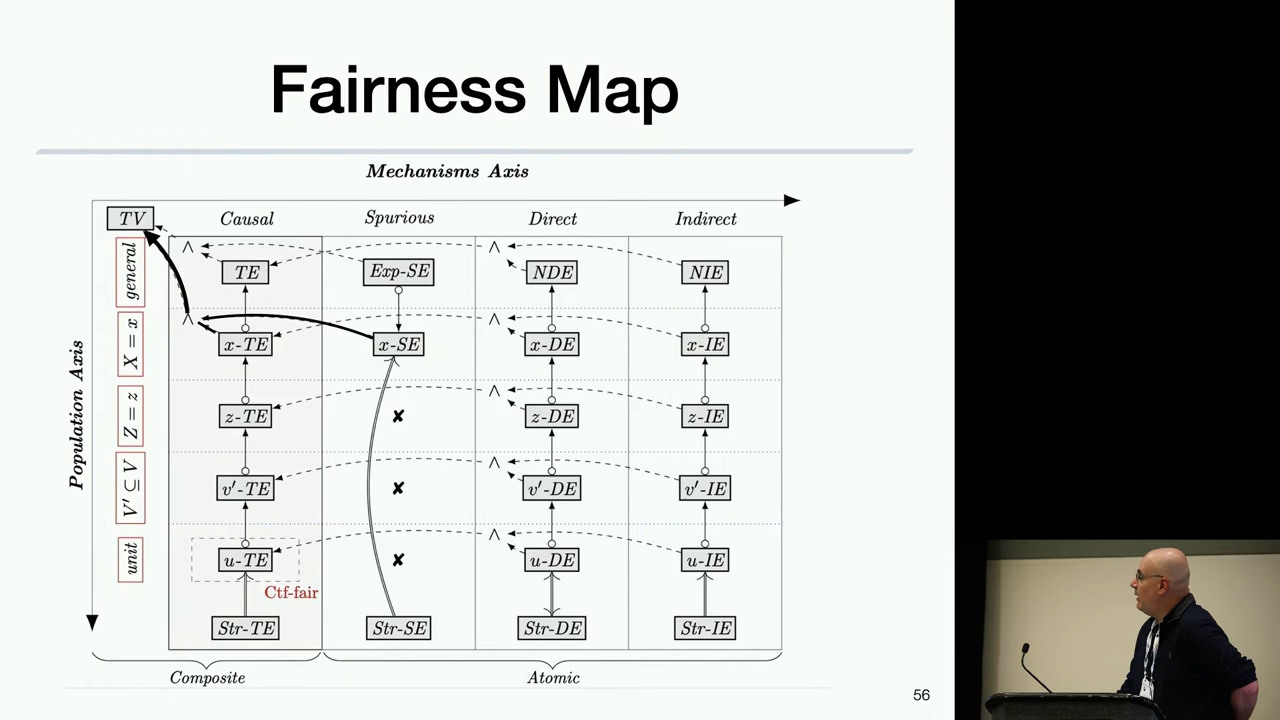 Fairness Map
Mechanisms Axis
TV Causal Spurious Direct Indirect
general
TE Exp-SE NDE NIE
X = x
x-TE x-SE x-DE x-IE
Population Axis
Z = z
z-TE ✘ z-DE z-IE
V′ ⊆ V
v′-TE ✘ v′-DE v′-IE
unit
u-TE ✘ u-DE u-IE
Ctf-fair
Str-TE Str-SE Str-DE Str-IE
Composite Atomic
56